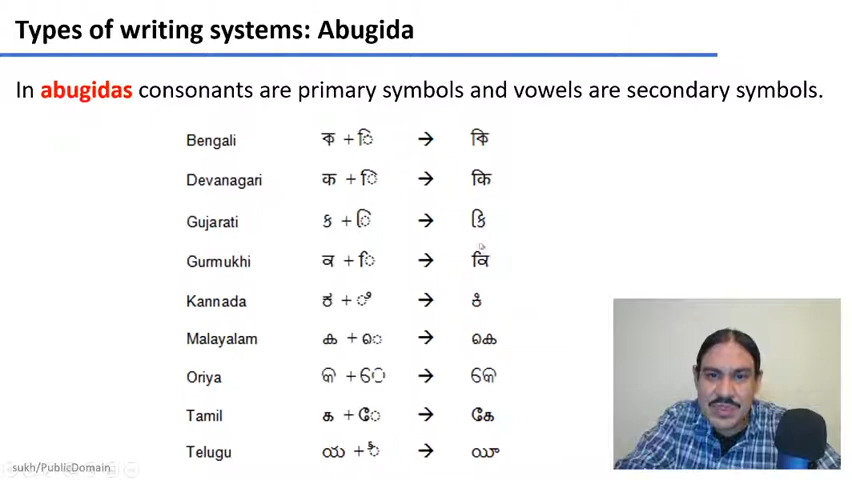 Types of writing systems: Abugida
In abugidas consonants are primary symbols and vowels are secondary symbols.
Bengali ক + ি → কি
Devanagari क + ि → कि
Gujarati ક + િ → કિ
Gurmukhi ਕ + ਿ → ਕਿ
Kannada ಕ + ಿ → ಕಿ
Malayalam ക + െ → കെ
Oriya କ + େ → କେ
Tamil க + ே → கே
Telugu య + ీ → యీ
sukh/PublicDomain